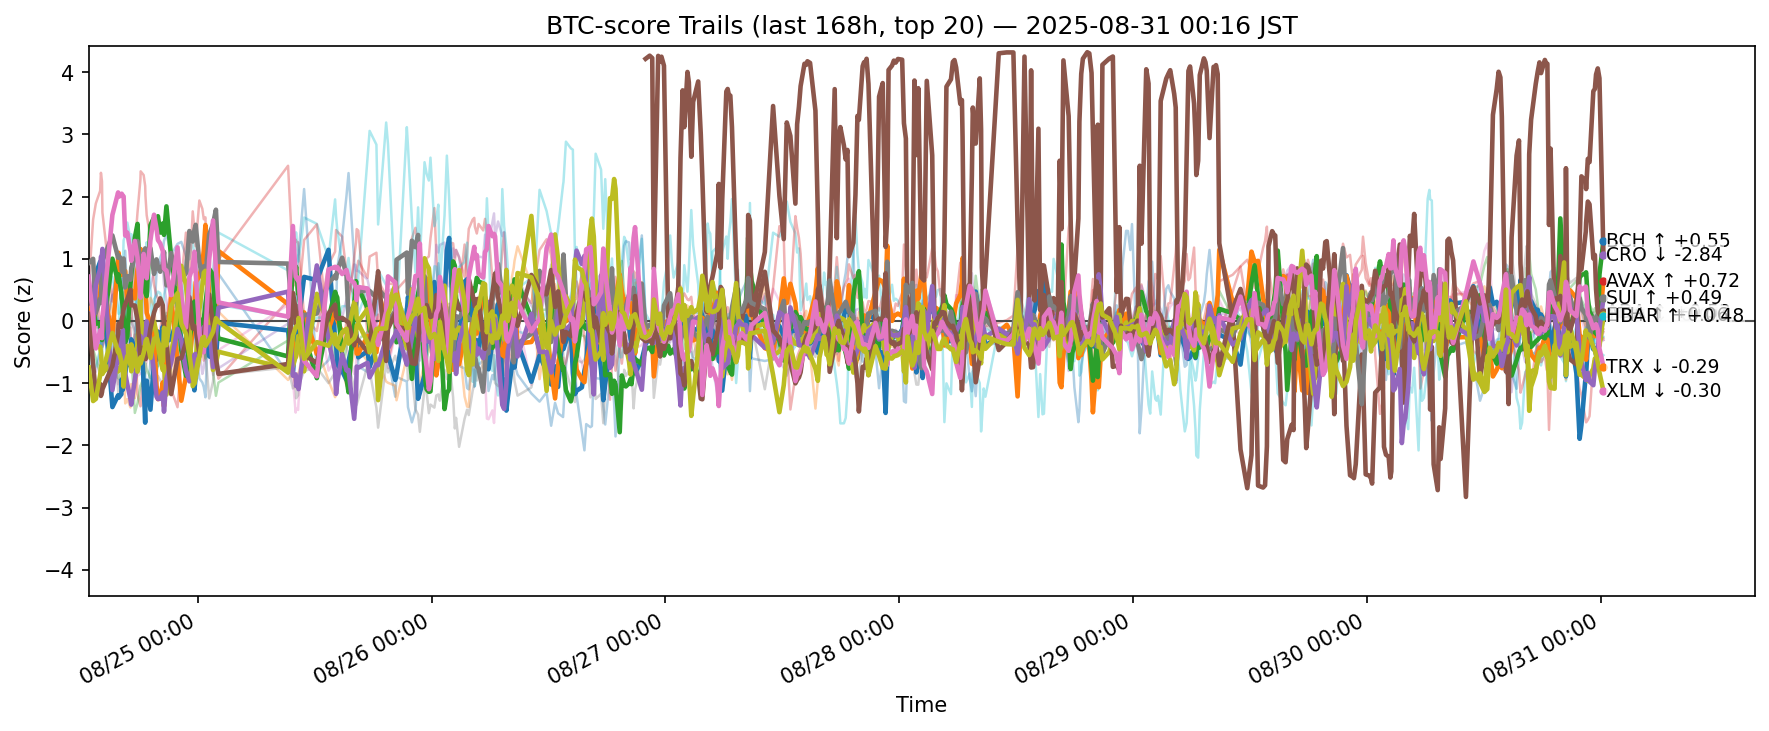 BTC-score Trails (last 168h, top 20) — 2025-08-31 00:16 JST
Score (z)
4
3
2
1
0
−1
−2
−3
−4
BCH ↑ +0.55
CRO ↓ -2.84
AVAX ↑ +0.72
SUI ↑ +0.49
HBAR ↑ +0.48
TRX ↓ -0.29
XLM ↓ -0.30
08/25 00:00
08/26 00:00
08/27 00:00
08/28 00:00
08/29 00:00
08/30 00:00
08/31 00:00
Time